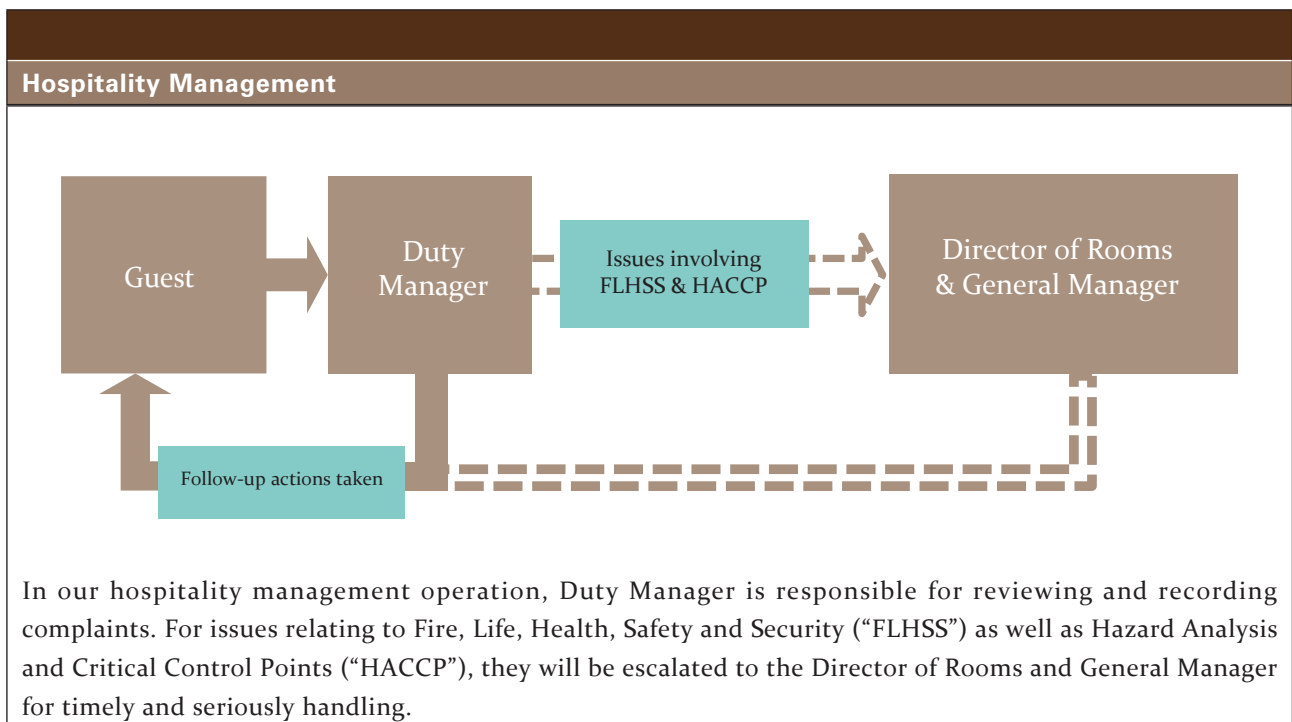 Hospitality Management
Guest
Duty
Manager
Issues involving
FLHSS & HACCP
Director of Rooms
& General Manager
Follow-up actions taken
In our hospitality management operation, Duty Manager is responsible for reviewing and recording
complaints. For issues relating to Fire, Life, Health, Safety and Security (“FLHSS”) as well as Hazard Analysis
and Critical Control Points (“HACCP”), they will be escalated to the Director of Rooms and General Manager
for timely and seriously handling.